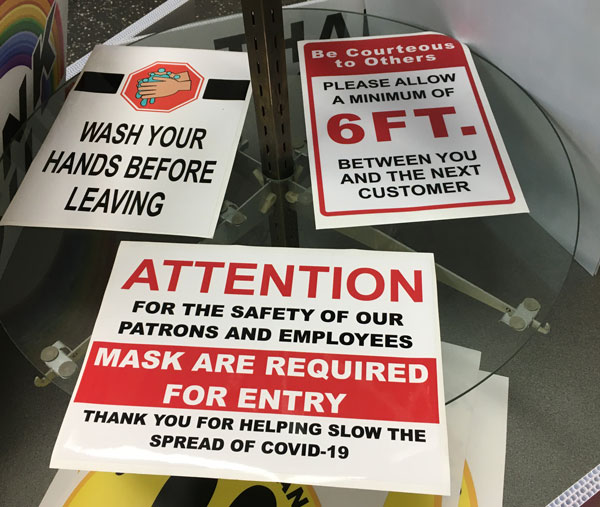 WASH YOUR
HANDS BEFORE
LEAVING
Be Courteous
to Others
PLEASE ALLOW
A MINIMUM OF
6FT.
BETWEEN YOU
AND THE NEXT
CUSTOMER
ATTENTION
FOR THE SAFETY OF OUR
PATRONS AND EMPLOYEES
MASK ARE REQUIRED
FOR ENTRY
THANK YOU FOR HELPING SLOW THE
SPREAD OF COVID-19